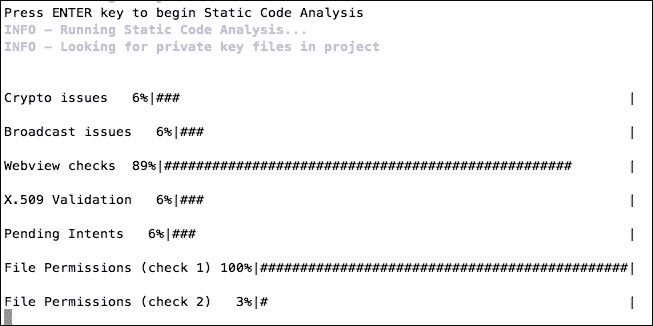 Press ENTER key to begin Static Code Analysis
INFO - Running Static Code Analysis...
INFO - Looking for private key files in project
Crypto issues   6%|###                                                        |
Broadcast issues   6%|###                                                     |
Webview checks  89%|###################################################       |
X.509 Validation   6%|###                                                     |
Pending Intents   6%|###                                                      |
File Permissions (check 1) 100%|##############################################|
File Permissions (check 2)   3%|#                                             |